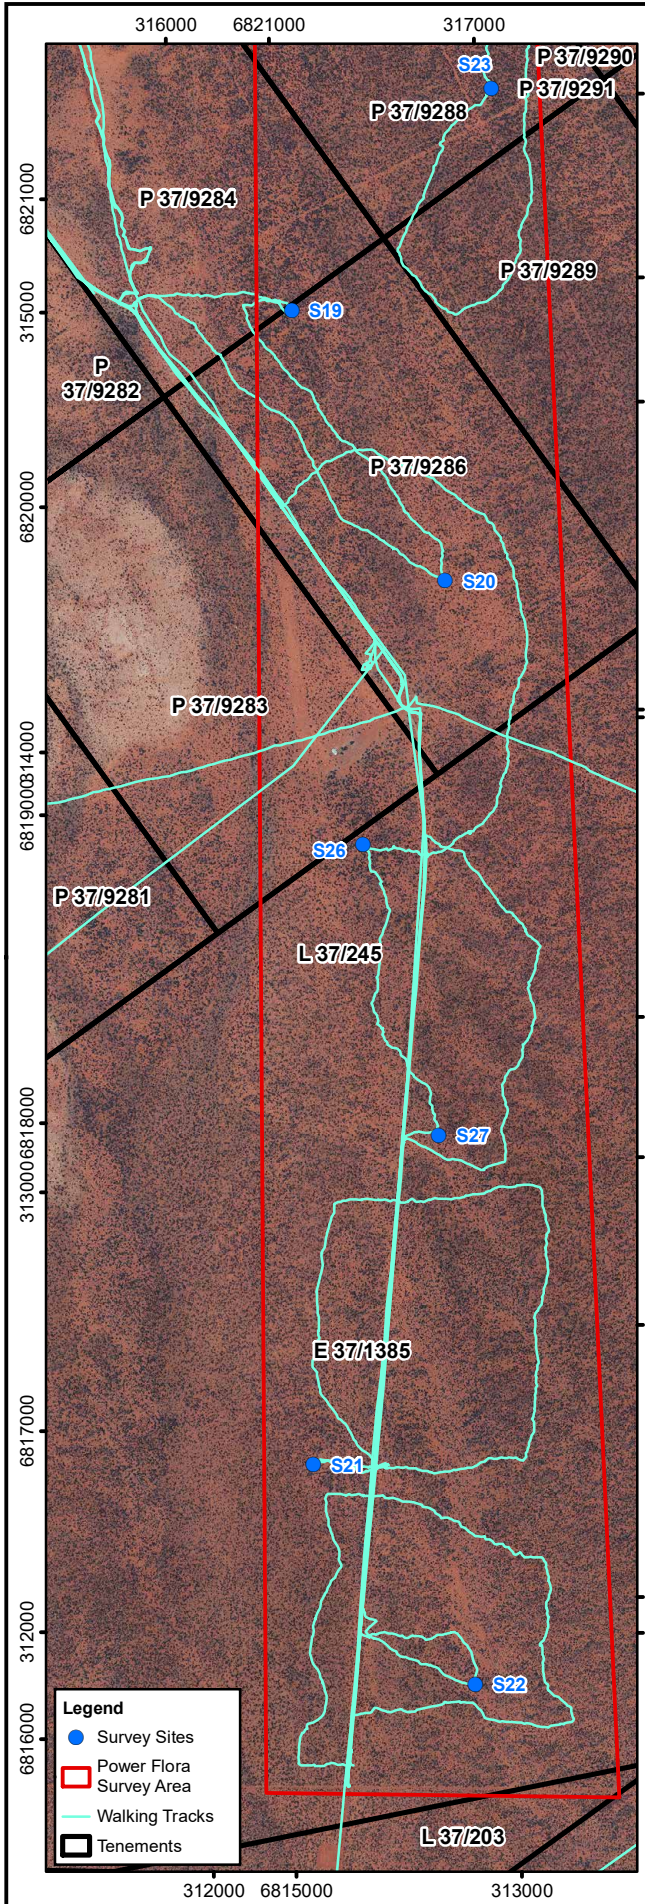 316000
6821000
317000
S23
P 37/9290
P 37/9291
P 37/9288
P 37/9284
6821000
P 37/9289
315000
S19
P
37/9282
P 37/9286
6820000
S20
P 37/9283
314000
6819000
S26
P 37/9281
L 37/245
6818000
S27
313000
E 37/1385
6817000
S21
312000
S22
6816000
Legend
Survey Sites
Power Flora
Survey Area
Walking Tracks
Tenements
L 37/203
312000
6815000
313000